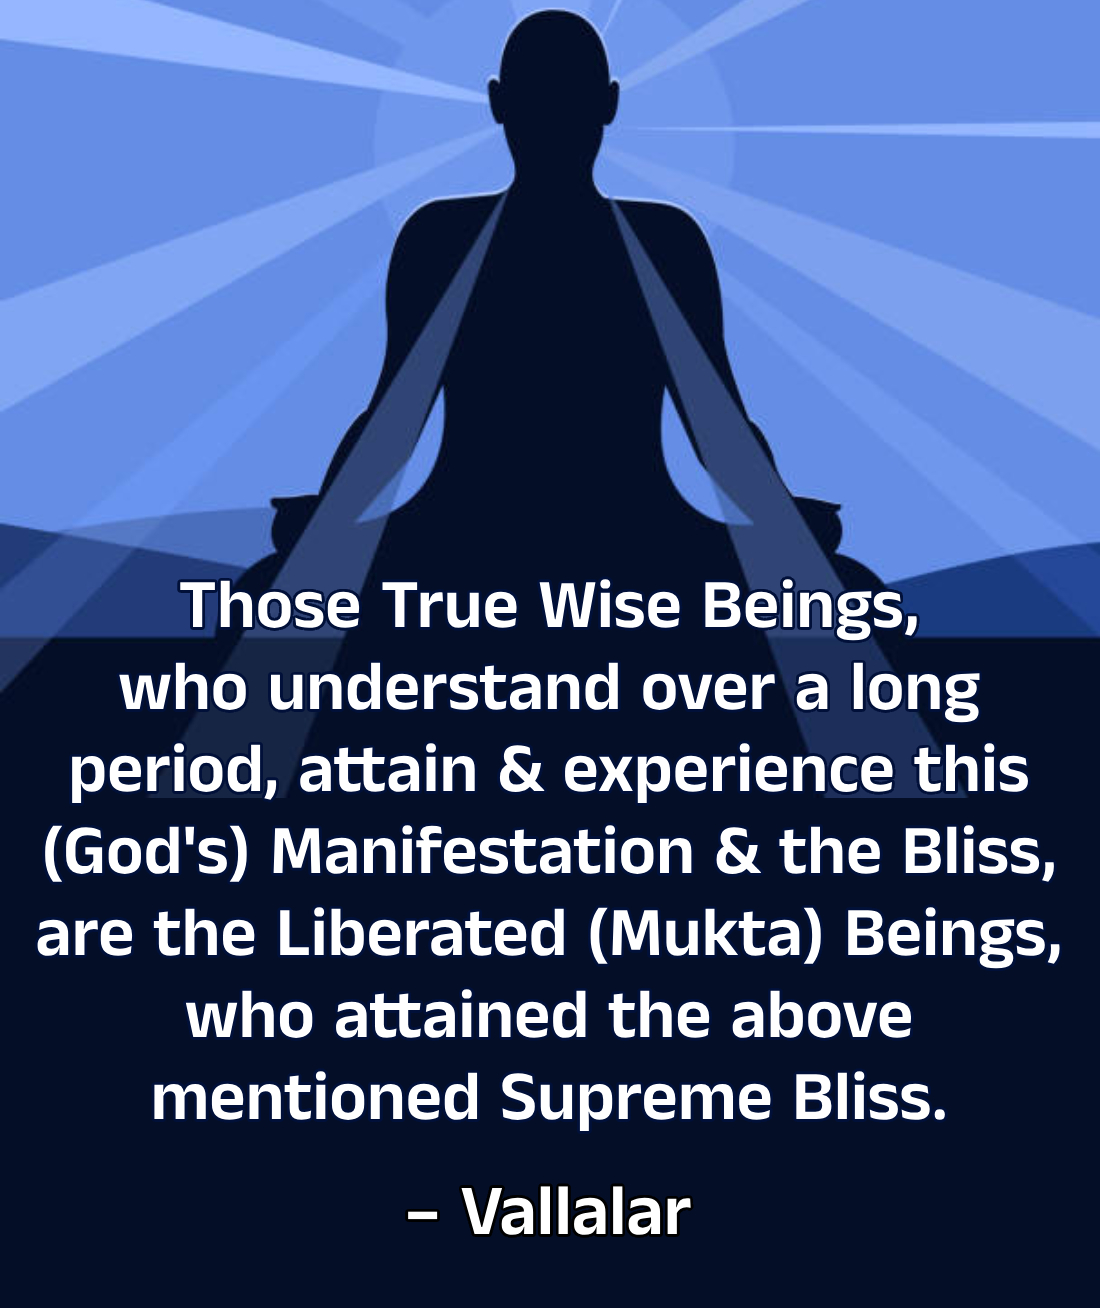 Those True Wise Beings,
who understand over a long
period, attain & experience this
(God's) Manifestation & the Bliss,
are the Liberated (Mukta) Beings,
who attained the above
mentioned Supreme Bliss.
– Vallalar